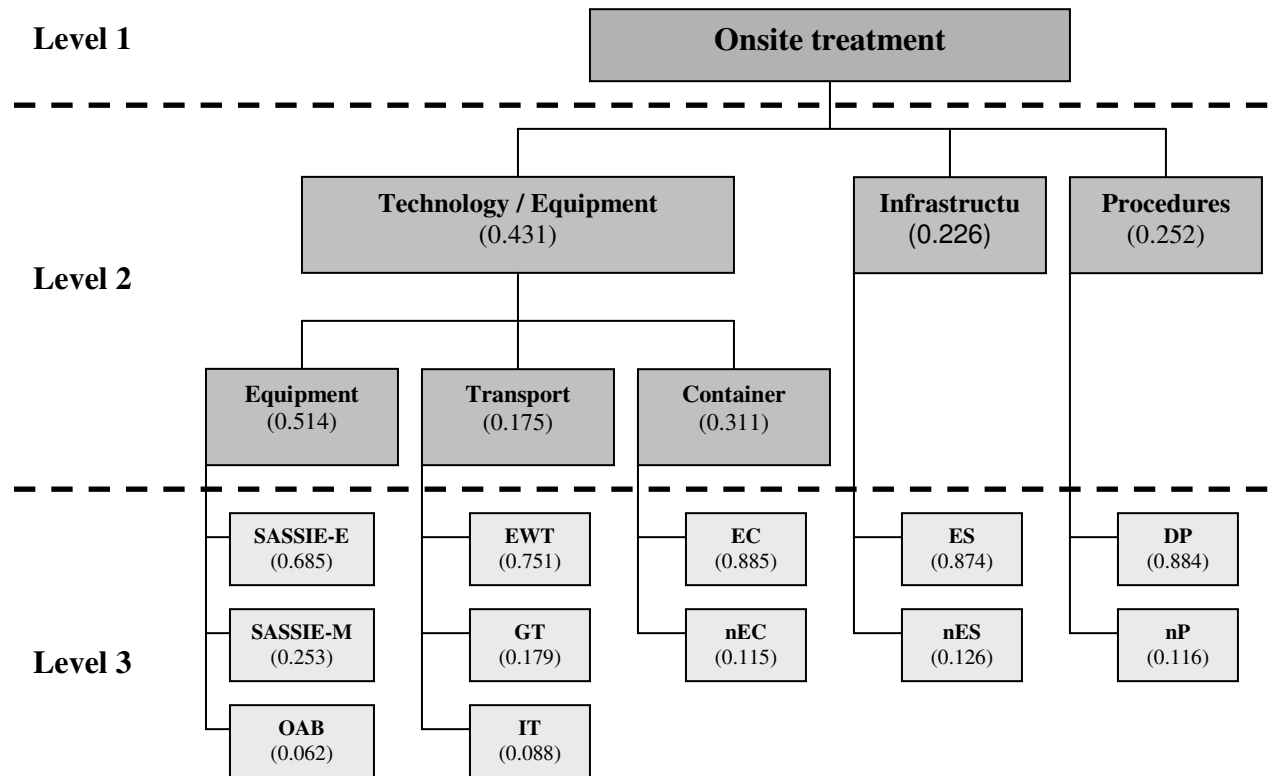 Level 1
Onsite treatment
Level 2
Technology / Equipment
(0.431)
Infrastructu
(0.226)
Procedures
(0.252)
Equipment
(0.514)
Transport
(0.175)
Container
(0.311)
Level 3
SASSIE-E
(0.685)
EWT
(0.751)
EC
(0.885)
ES
(0.874)
DP
(0.884)
SASSIE-M
(0.253)
GT
(0.179)
nEC
(0.115)
nES
(0.126)
nP
(0.116)
OAB
(0.062)
IT
(0.088)